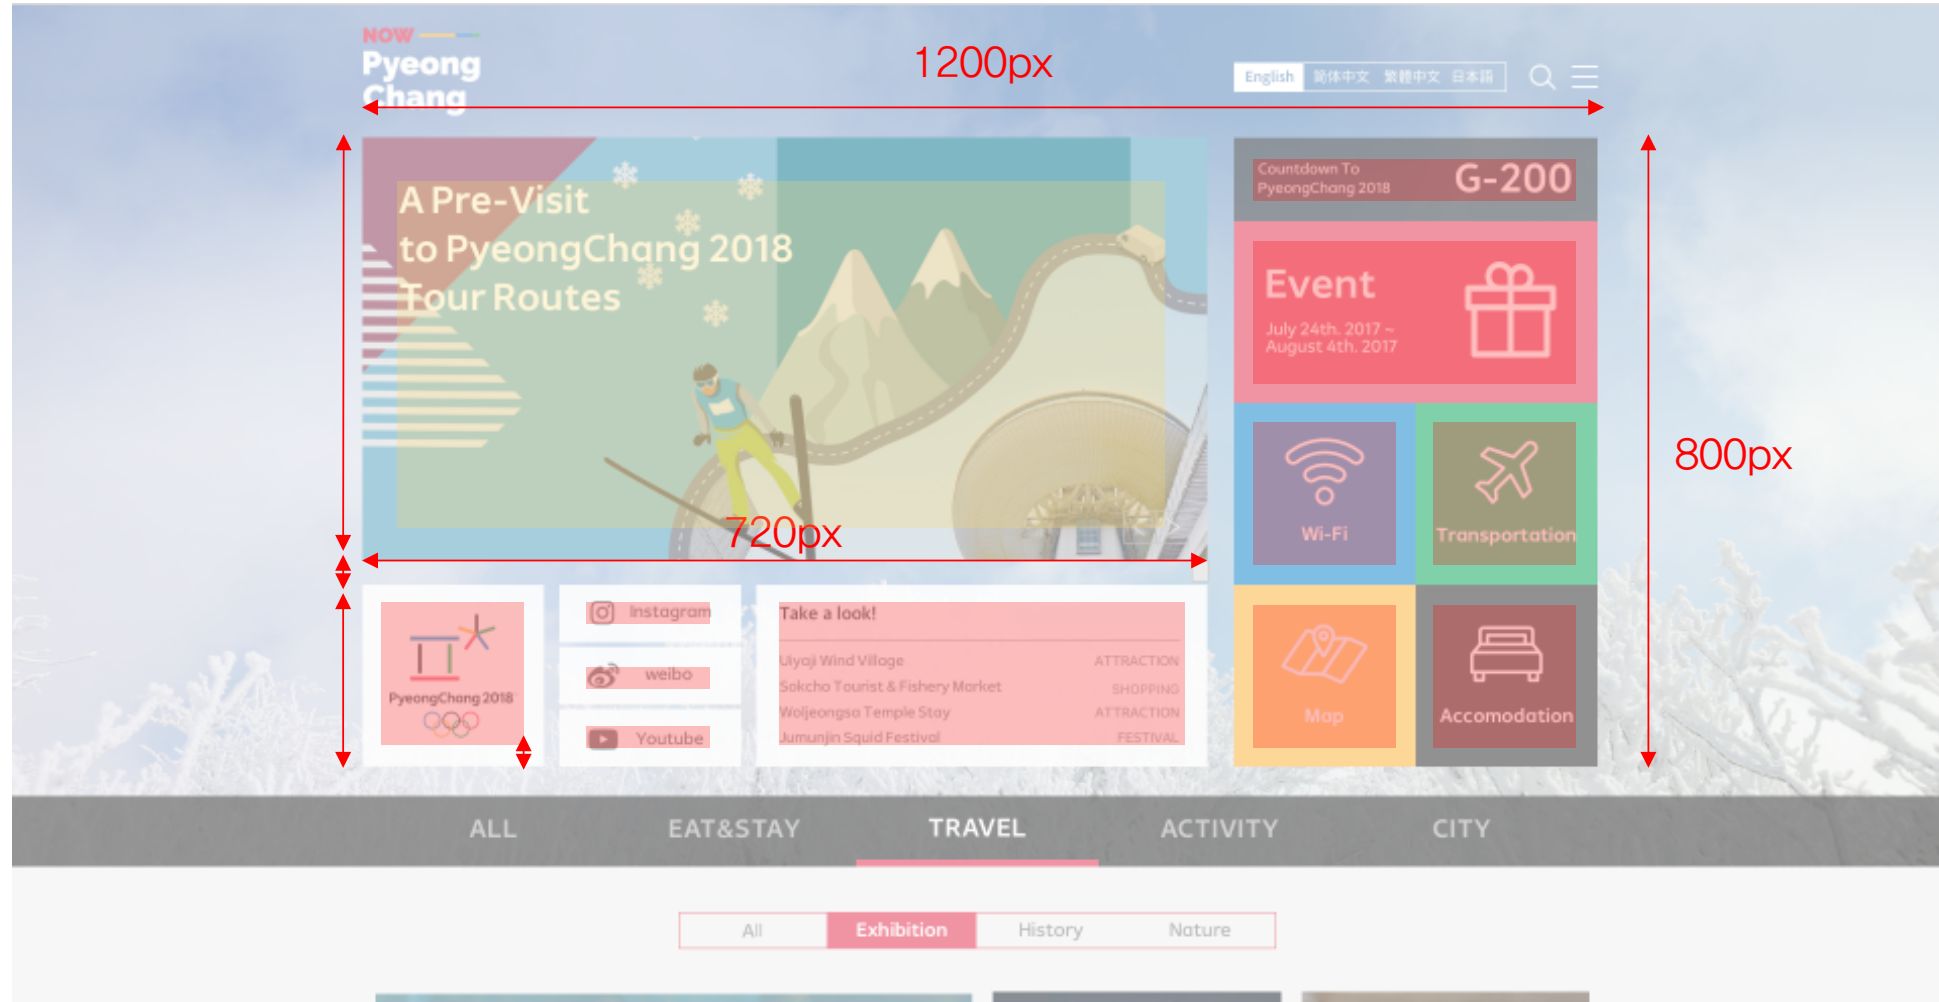 NOW
Pyeong
Chang
1200px
English 简体中文 繁體中文 日本語
A Pre-Visit
to PyeongChang 2018
Tour Routes
Countdown To
PyeongChang 2018
G-200
Event
July 24th. 2017 ~
August 4th. 2017
Wi-Fi
Transportation
800px
720px
Map
Accomodation
PyeongChang 2018
Instagram
weibo
Youtube
Take a look!
Uiyaji Wind Village ATTRACTION
Sokcho Tourist & Fishery Market SHOPPING
Woljeongsa Temple Stay ATTRACTION
Jumunjin Squid Festival FESTIVAL
ALL EAT&STAY TRAVEL ACTIVITY CITY
All Exhibition History Nature